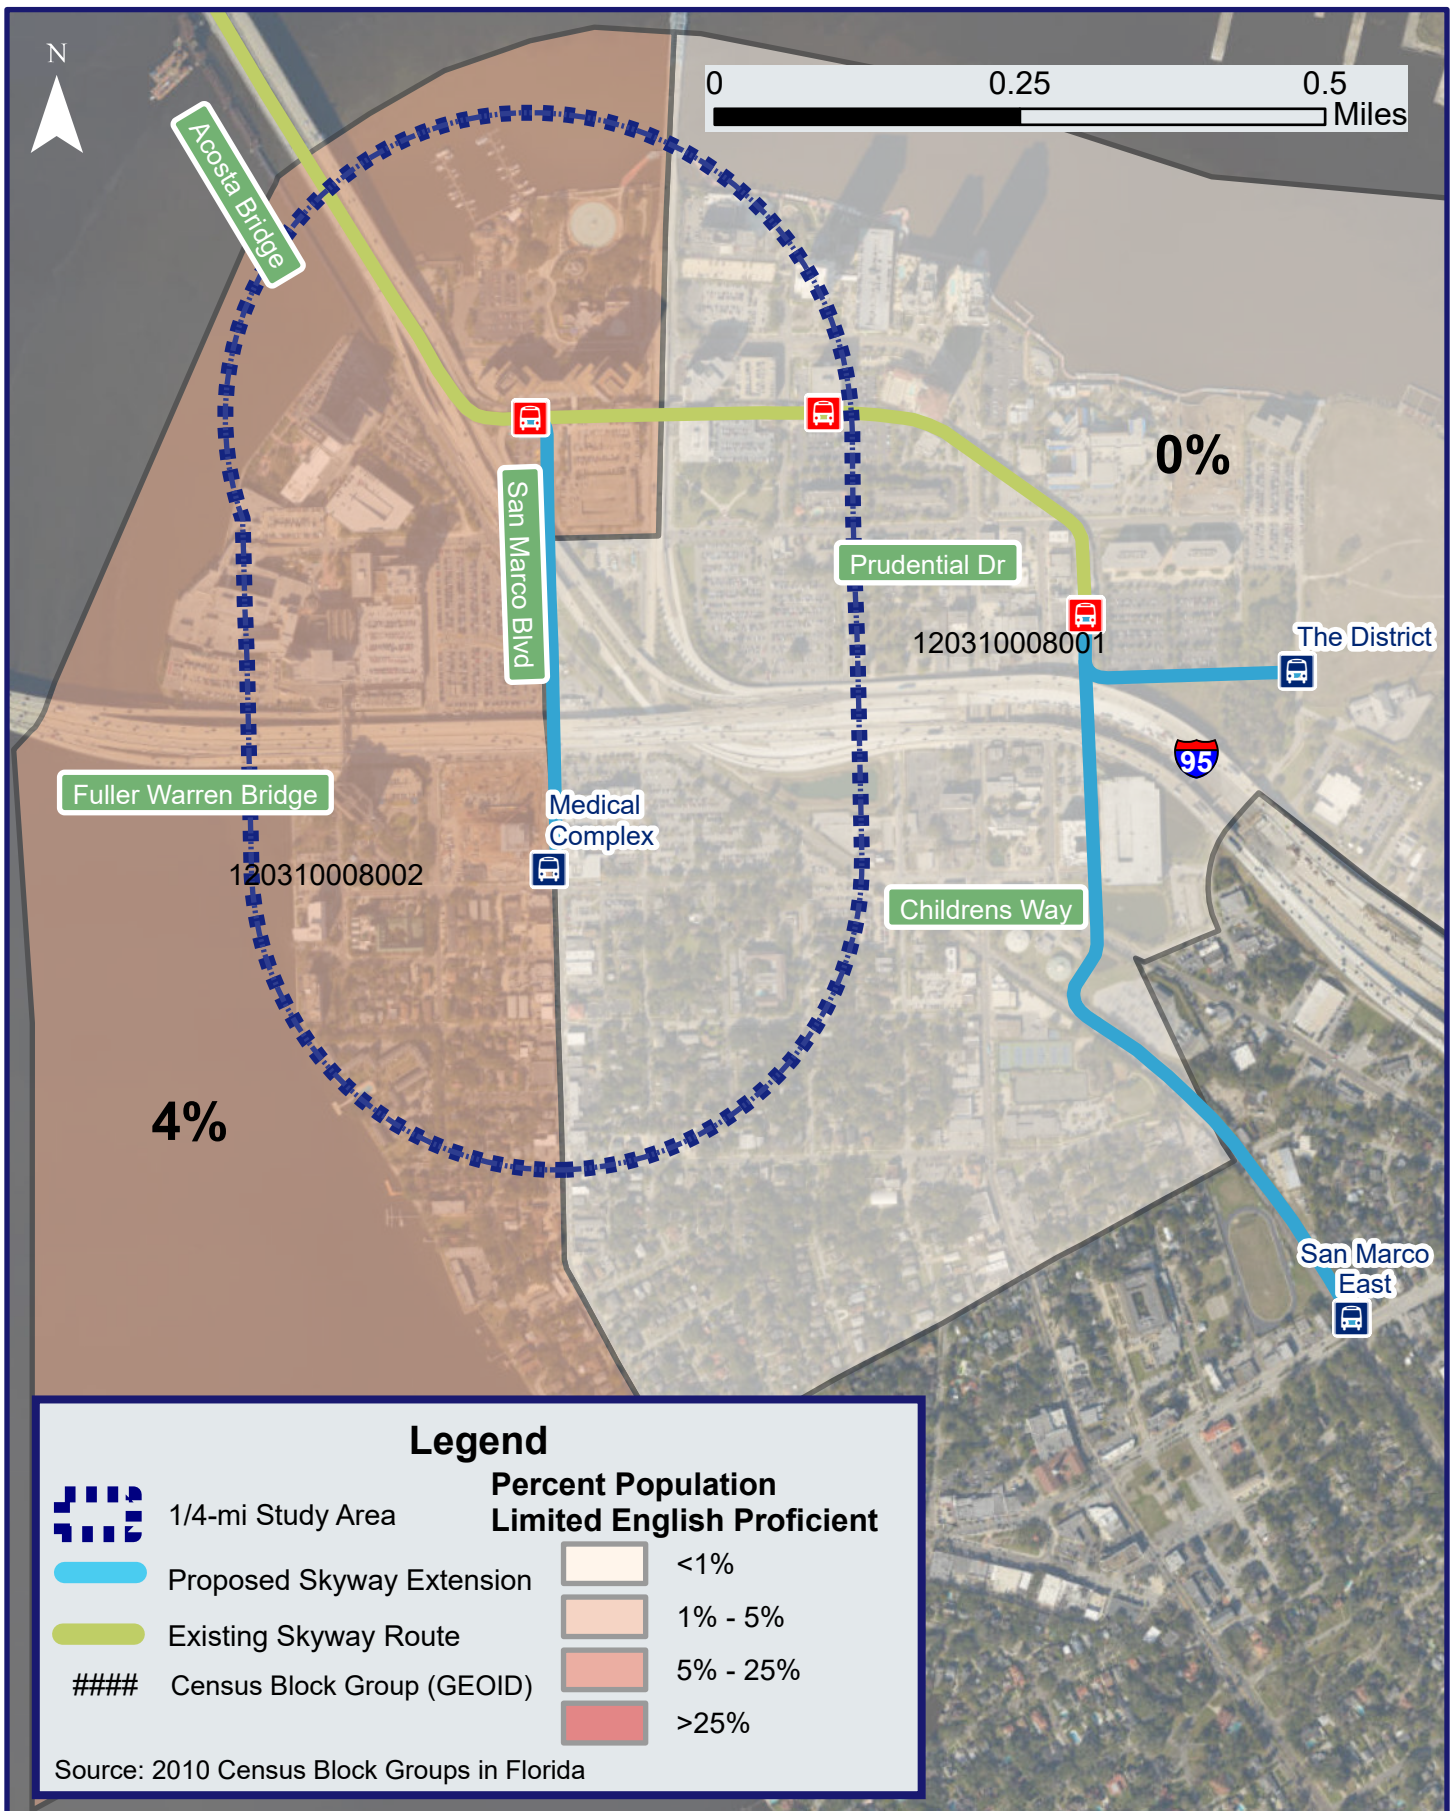 N
0 0.25 0.5
Miles
Acosta Bridge
0%
San Marco Blvd
Prudential Dr
120310008001
The District
95
Fuller Warren Bridge
Medical
Complex
120310008002
Childrens Way
4%
San Marco
East
Legend
1/4-mi Study Area
Proposed Skyway Extension
Existing Skyway Route
#### Census Block Group (GEOID)
Percent Population
Limited English Proficient
<1%
1% - 5%
5% - 25%
>25%
Source: 2010 Census Block Groups in Florida